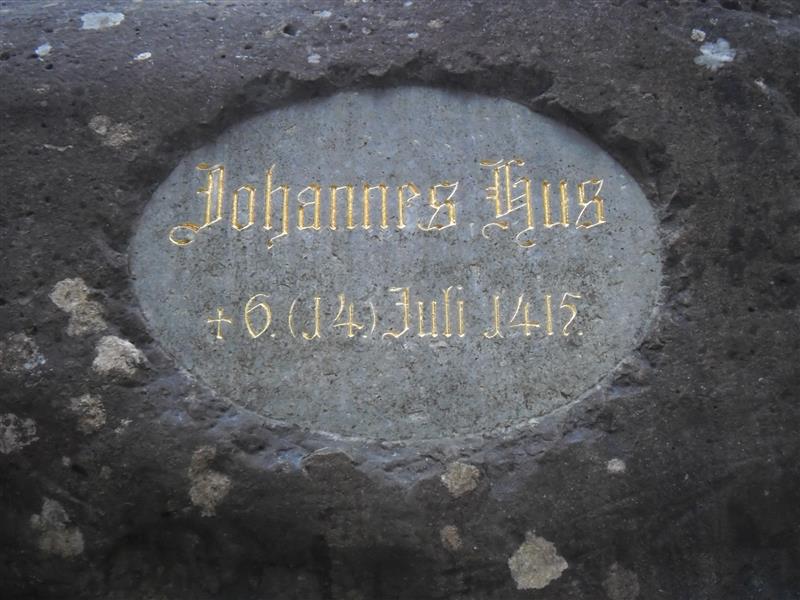 Johannes Hus
+ 6. (14.) Juli 1415.